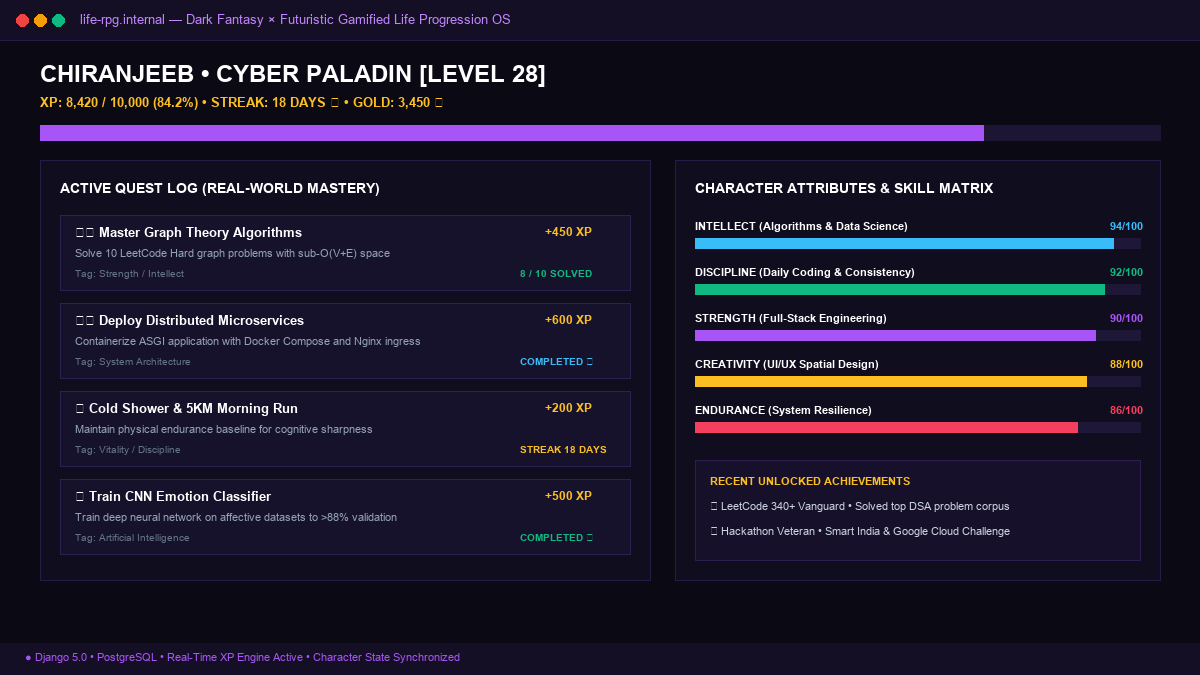 life-rpg.internal — Dark Fantasy × Futuristic Gamified Life Progression OS
CHIRANJEEB • CYBER PALADIN [LEVEL 28]
XP: 8,420 / 10,000 (84.2%) • STREAK: 18 DAYS • GOLD: 3,450
ACTIVE QUEST LOG (REAL-WORLD MASTERY)
Master Graph Theory Algorithms
+450 XP
Solve 10 LeetCode Hard graph problems with sub-O(V+E) space
Tag: Strength / Intellect
8 / 10 SOLVED
Deploy Distributed Microservices
+600 XP
Containerize ASGI application with Docker Compose and Nginx ingress
Tag: System Architecture
COMPLETED
Cold Shower & 5KM Morning Run
+200 XP
Maintain physical endurance baseline for cognitive sharpness
Tag: Vitality / Discipline
STREAK 18 DAYS
Train CNN Emotion Classifier
+500 XP
Train deep neural network on affective datasets to >88% validation
Tag: Artificial Intelligence
COMPLETED
CHARACTER ATTRIBUTES & SKILL MATRIX
INTELLECT (Algorithms & Data Science)
94/100
DISCIPLINE (Daily Coding & Consistency)
92/100
STRENGTH (Full-Stack Engineering)
90/100
CREATIVITY (UI/UX Spatial Design)
88/100
ENDURANCE (System Resilience)
86/100
RECENT UNLOCKED ACHIEVEMENTS
LeetCode 340+ Vanguard • Solved top DSA problem corpus
Hackathon Veteran • Smart India & Google Cloud Challenge
● Django 5.0 • PostgreSQL • Real-Time XP Engine Active • Character State Synchronized